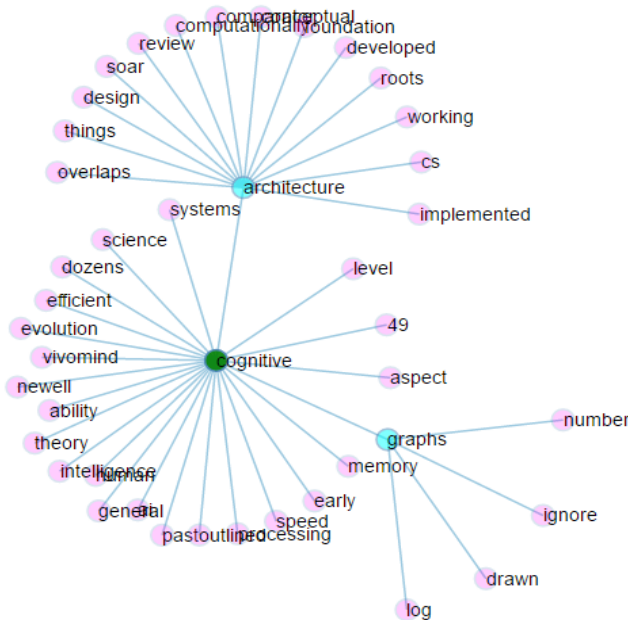 conceptual
computationally
foundation
review
developed
soar
roots
design
working
things
cs
overlaps
architecture
systems
implemented
science
dozens
level
efficient
49
evolution
vivomind
cognitive
newell
aspect
ability
number
theory
graphs
intelligence
human
memory
early
general
ai
ignore
speed
past
outlined
processing
drawn
log